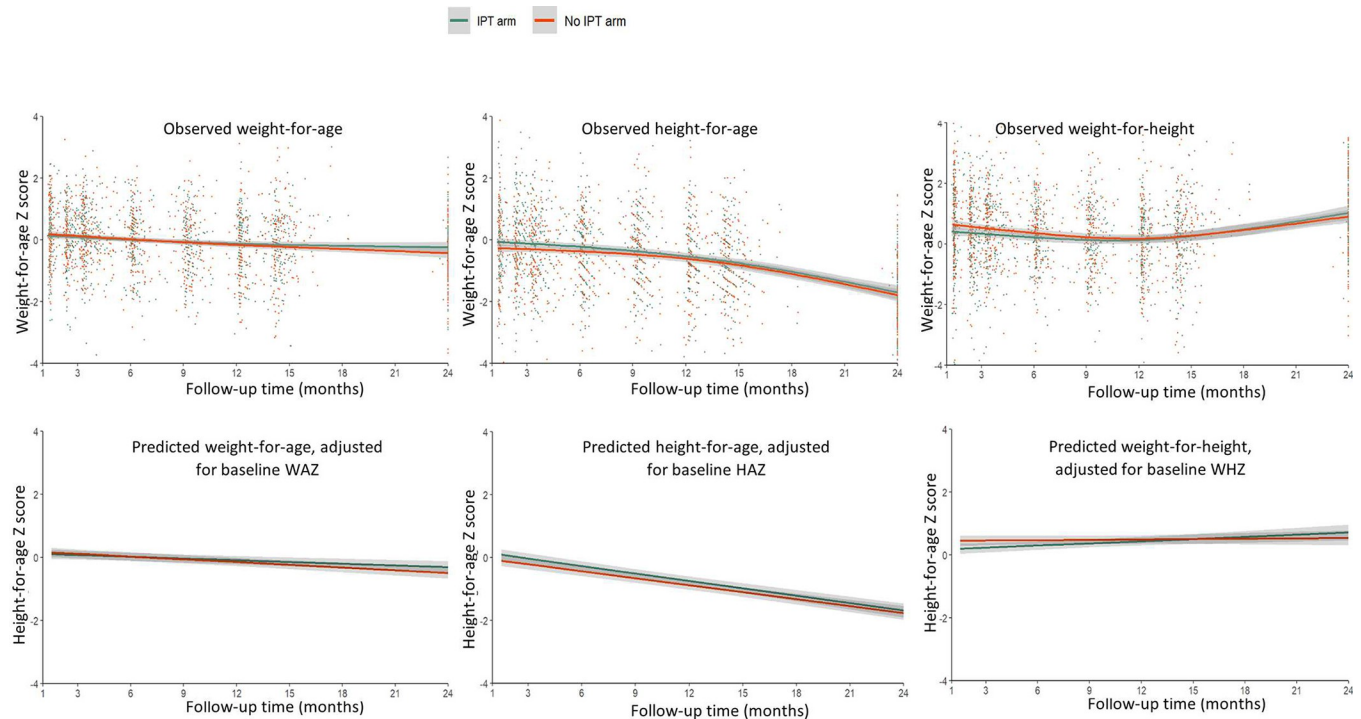 IPT arm No IPT arm
Observed weight-for-age
Weight-for-age Z score
4
2
0
-2
-4
1 3 6 9 12 15 21 24
Follow-up time (months)
Observed height-for-age
Weight-for-age Z score
4
2
0
-2
-4
1 3 6 9 12 15 21 24
Follow-up time (months)
Observed weight-for-height
Weight-for-age Z score
4
2
0
-2
-4
1 3 6 9 12 15 21 24
Follow-up time (months)
Predicted weight-for-age, adjusted
for baseline WAZ
Height-for-age Z score
4
2
0
-2
-4
1 3 6 9 12 15 21 24
Follow-up time (months)
Predicted height-for-age, adjusted
for baseline HAZ
Height-for-age Z score
4
2
0
-2
-4
1 3 6 9 12 15 21 24
Follow-up time (months)
Predicted weight-for-height,
adjusted for baseline WHZ
Height-for-age Z score
4
2
0
-2
-4
1 3 6 9 12 15 21 24
Follow-up time (months)